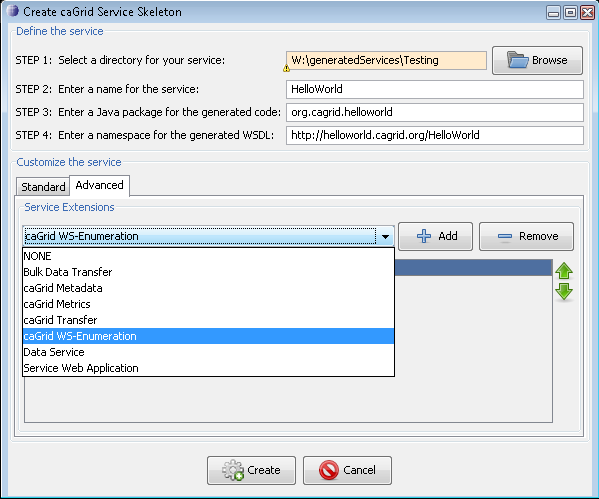 Create caGrid Service Skeleton
Define the service
STEP 1: Select a directory for your service: W:\generatedServices\Testing Browse
STEP 2: Enter a name for the service: HelloWorld
STEP 3: Enter a Java package for the generated code: org.cagrid.helloworld
STEP 4: Enter a namespace for the generated WSDL: http://helloworld.cagrid.org/HelloWorld
Customize the service
Standard Advanced
Service Extensions
caGrid WS-Enumeration Add Remove
NONE
Bulk Data Transfer
caGrid Metadata
caGrid Metrics
caGrid Transfer
caGrid WS-Enumeration
Data Service
Service Web Application
Create Cancel